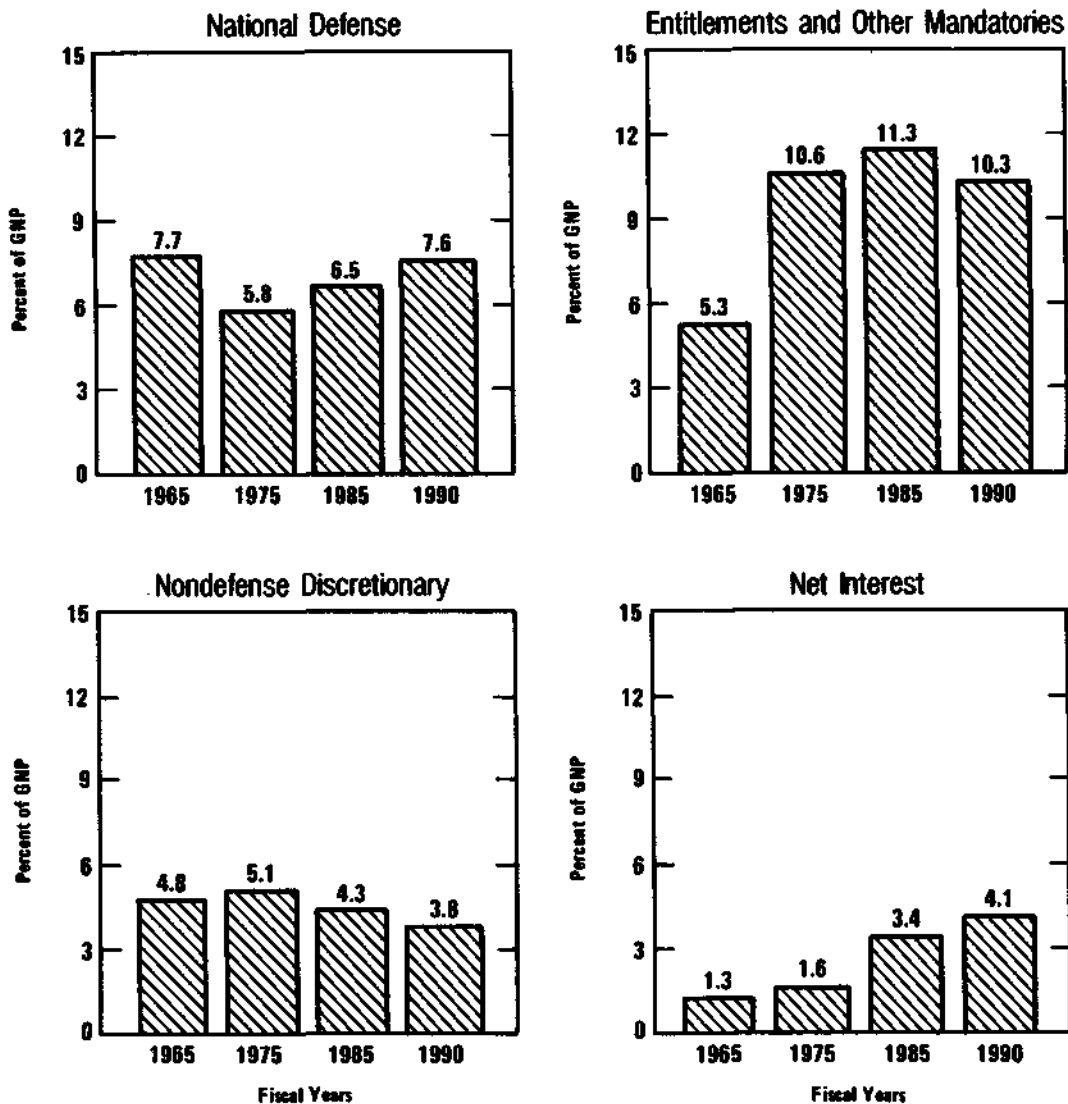 National Defense
15
12
9
6
3
0
Percent of GNP
7.7
5.8
6.5
7.6
1965 1975 1985 1990
Entitlements and Other Mandatories
15
12
9
6
3
0
Percent of GNP
5.3
10.6
11.3
10.3
1965 1975 1985 1990
Nondefense Discretionary
15
12
9
6
3
0
Percent of GNP
4.8
5.1
4.3
3.8
1965 1975 1985 1990
Fiscal Years
Net Interest
15
12
9
6
3
0
Percent of GNP
1.3
1.6
3.4
4.1
1965 1975 1985 1990
Fiscal Years